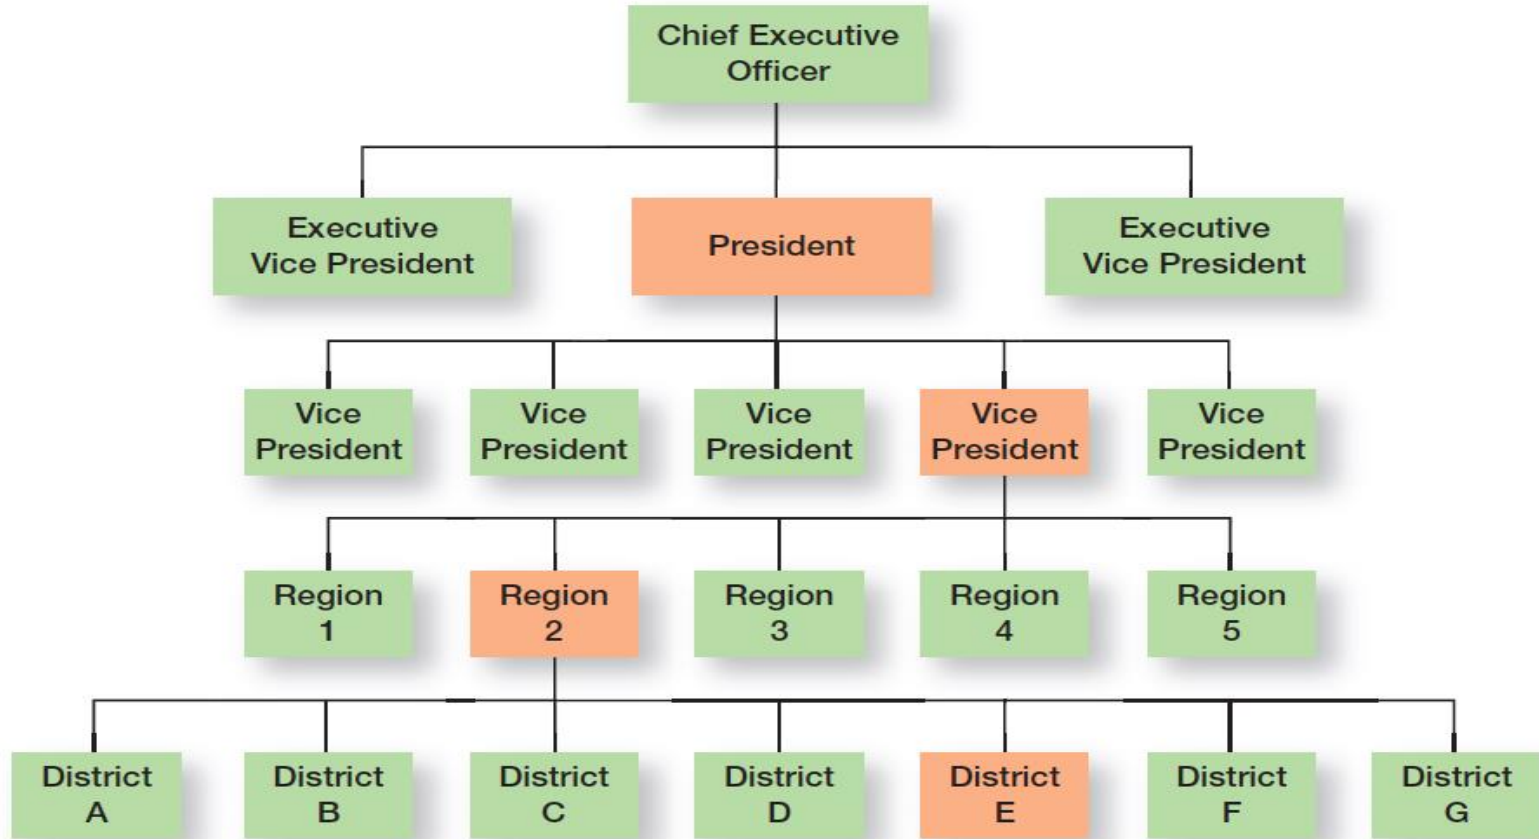 Chief Executive
Officer
Executive
Vice President
President
Executive
Vice President
Vice
President
Vice
President
Vice
President
Vice
President
Vice
President
Region
1
Region
2
Region
3
Region
4
Region
5
District
A
District
B
District
C
District
D
District
E
District
F
District
G